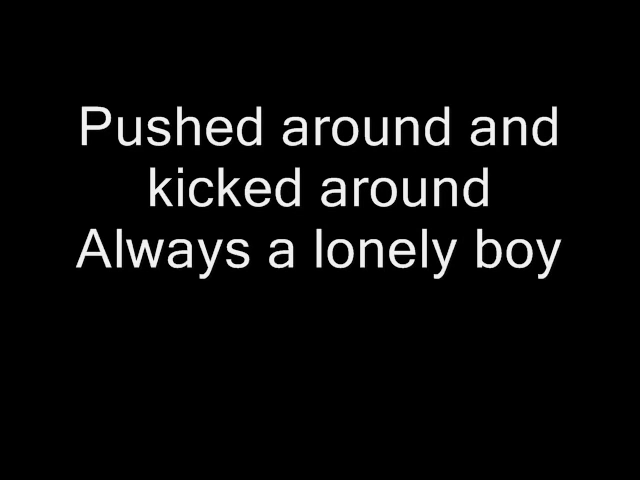 Pushed around and
kicked around
Always a lonely boy